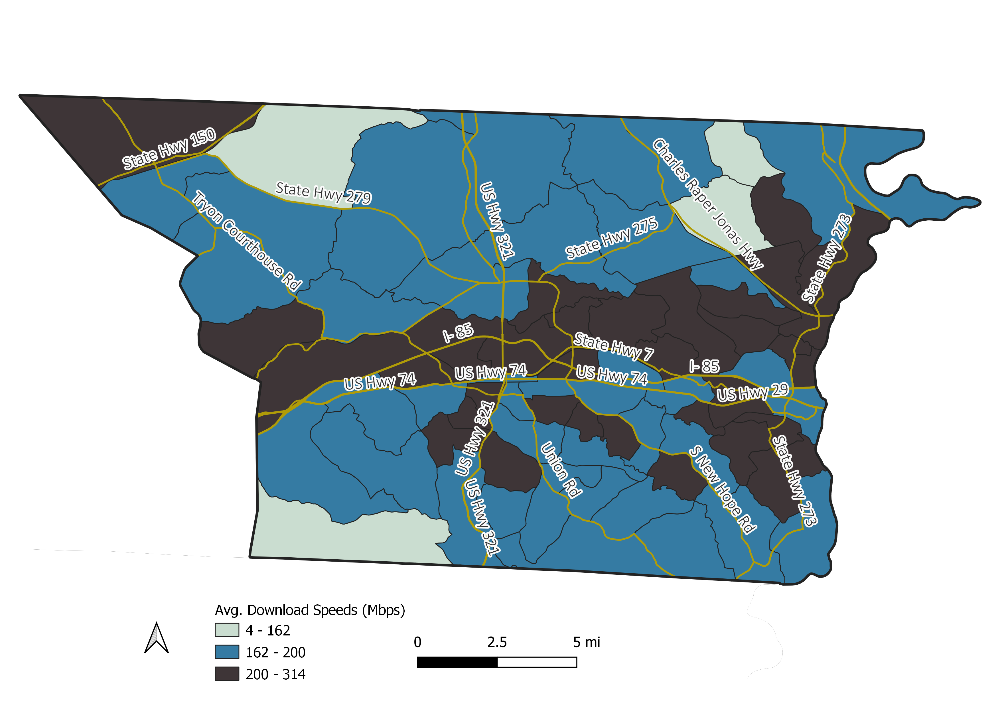 State Hwy 150
Charles Raper Jonas Hwy
State Hwy 279
Tryon Courthouse Rd
US Hwy 321
State Hwy 275
State Hwy 273
I- 85
State Hwy 7
I- 85
US Hwy 74
US Hwy 74
US Hwy 74
US Hwy 29
US Hwy 321
Union Rd
S New Hope Rd
State Hwy 273
US Hwy 321
Avg. Download Speeds (Mbps)
4 - 162
162 - 200
200 - 314
0 2.5 5 mi